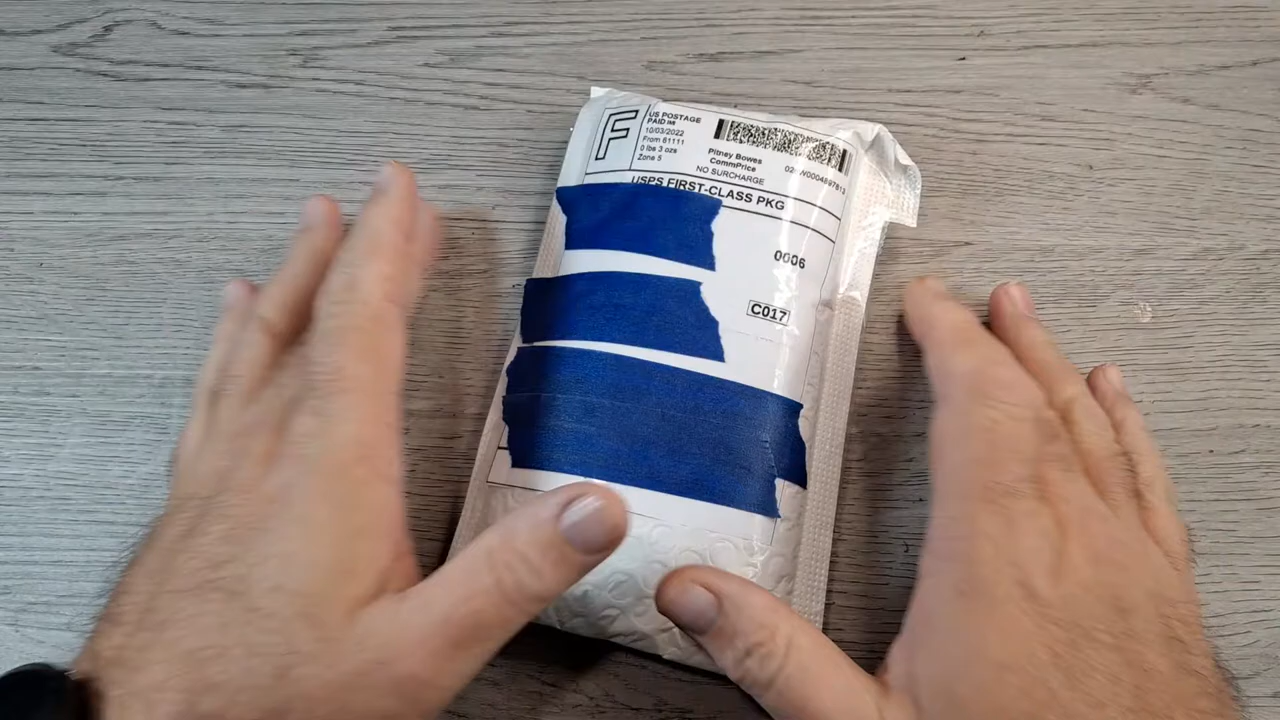 F
US POSTAGE
PAID IMI
10/03/2022
From 61111
0 lbs 3 ozs
Zone 5
Pitney Bowes
CommPrice
NO SURCHARGE
USPS FIRST-CLASS PKG
0006
C017